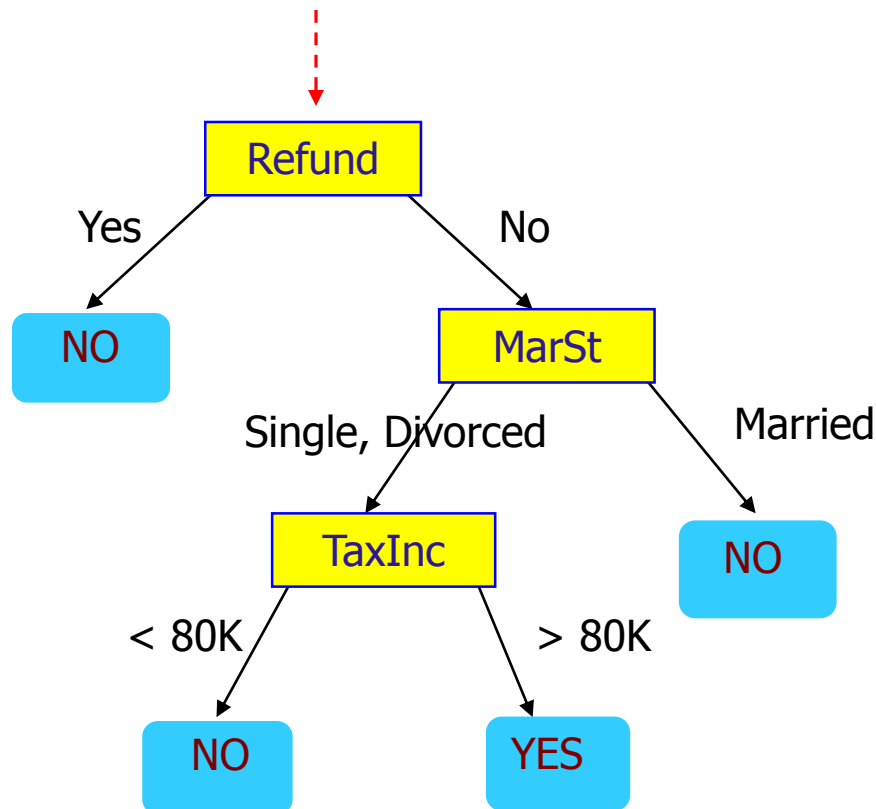 Refund
Yes
No
NO
MarSt
Single, Divorced
Married
TaxInc
NO
< 80K
> 80K
NO
YES